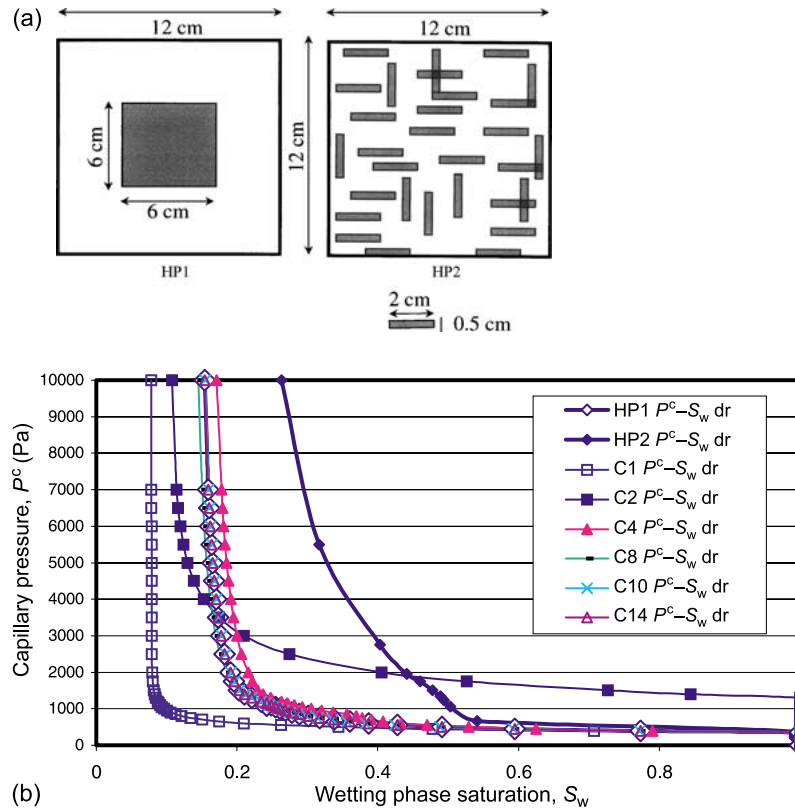 (a)
12 cm
12 cm
6 cm
6 cm
12 cm
HP1
HP2
2 cm
0.5 cm
10000
9000
8000
7000
6000
5000
4000
3000
2000
1000
0
Capillary pressure, Pᶜ (Pa)
HP1 Pᶜ–Sw dr
HP2 Pᶜ–Sw dr
C1 Pᶜ–Sw dr
C2 Pᶜ–Sw dr
C4 Pᶜ–Sw dr
C8 Pᶜ–Sw dr
C10 Pᶜ–Sw dr
C14 Pᶜ–Sw dr
0 0.2 0.4 0.6 0.8
(b) Wetting phase saturation, Sw